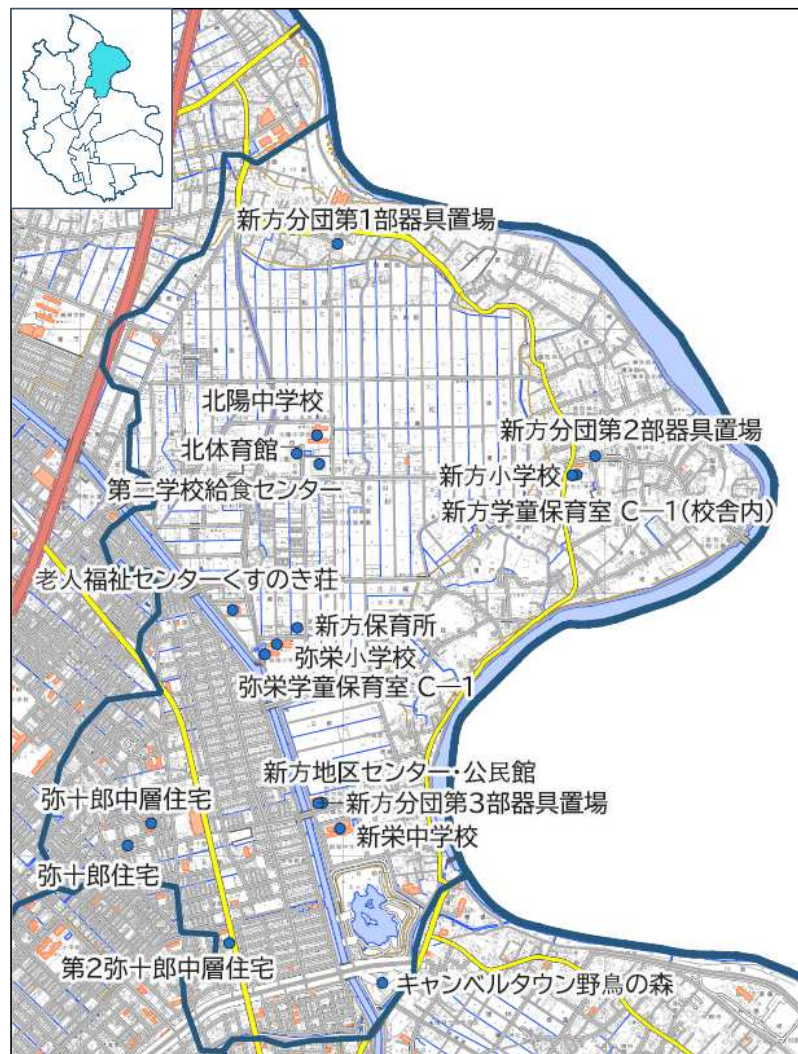 新方分団第1部器具置場
北陽中学校
新方分団第2部器具置場
北体育館
新方小学校
第二学校給食センター
新方学童保育室 C―1(校舎内)
老人福祉センターくすのき荘
新方保育所
弥栄小学校
弥栄学童保育室 C―1
新方地区センター・公民館
弥十郎中層住宅
新方分団第3部器具置場
新栄中学校
弥十郎住宅
第2弥十郎中層住宅
キャンベルタウン野鳥の森